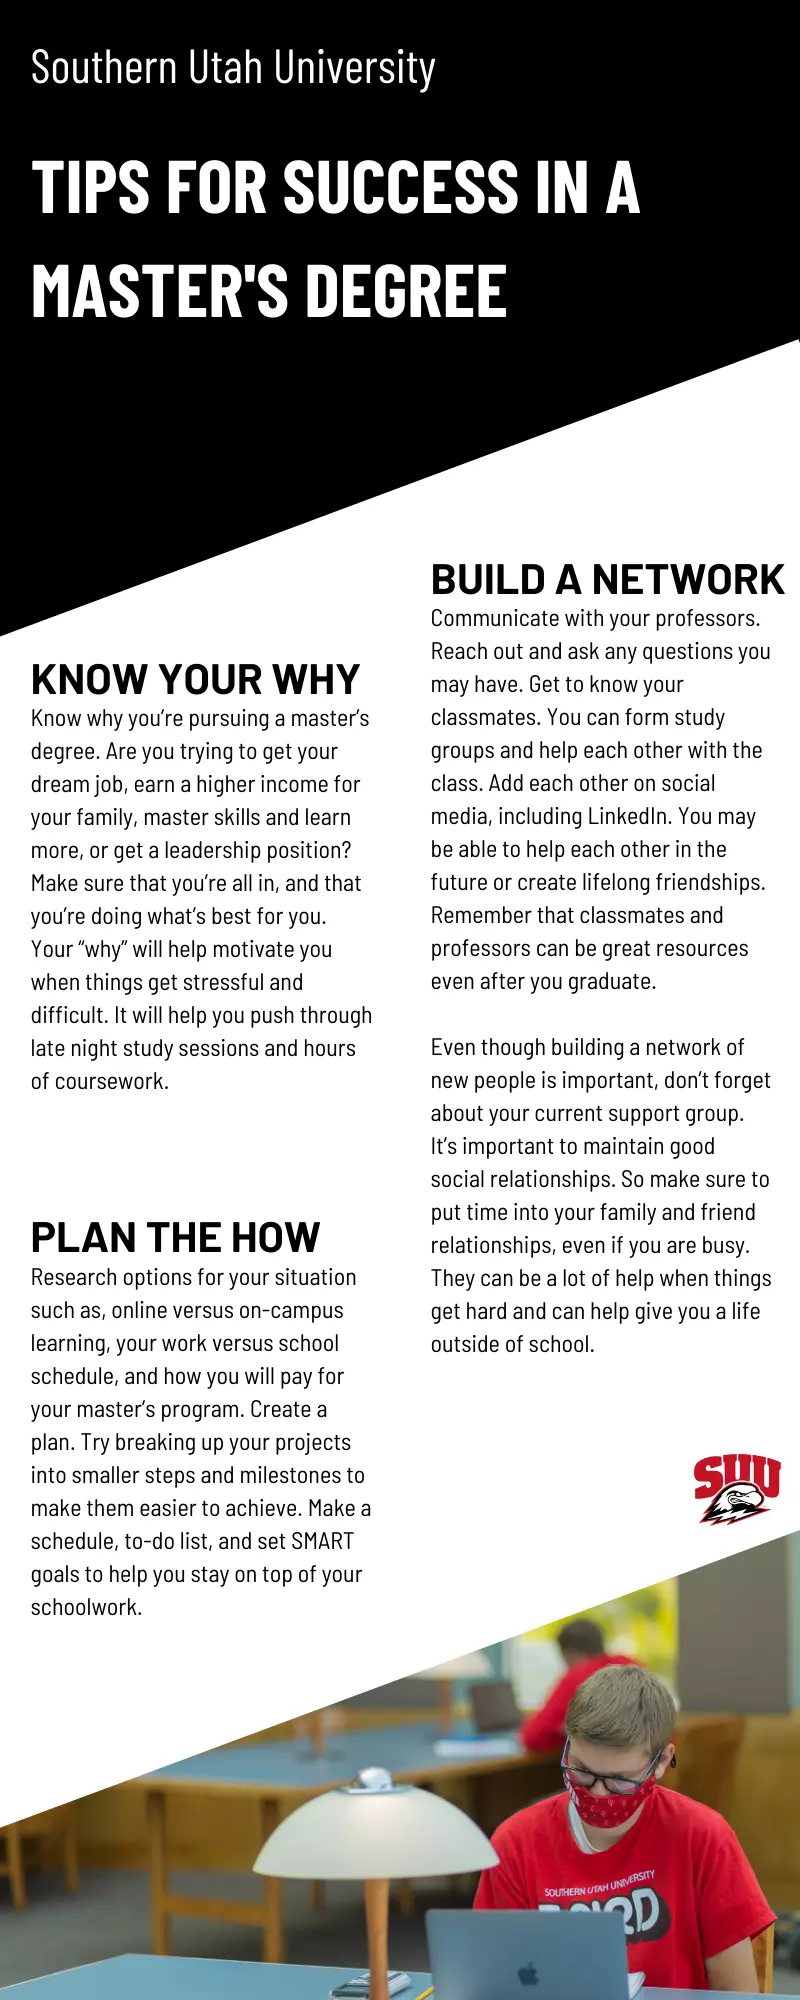 Southern Utah University
TIPS FOR SUCCESS IN A
MASTER'S DEGREE
KNOW YOUR WHY
Know why you’re pursuing a master’s
degree. Are you trying to get your
dream job, earn a higher income for
your family, master skills and learn
more, or get a leadership position?
Make sure that you’re all in, and that
you’re doing what’s best for you.
Your “why” will help motivate you
when things get stressful and
difficult. It will help you push through
late night study sessions and hours
of coursework.
PLAN THE HOW
Research options for your situation
such as, online versus on-campus
learning, your work versus school
schedule, and how you will pay for
your master’s program. Create a
plan. Try breaking up your projects
into smaller steps and milestones to
make them easier to achieve. Make a
schedule, to-do list, and set SMART
goals to help you stay on top of your
schoolwork.
BUILD A NETWORK
Communicate with your professors.
Reach out and ask any questions you
may have. Get to know your
classmates. You can form study
groups and help each other with the
class. Add each other on social
media, including LinkedIn. You may
be able to help each other in the
future or create lifelong friendships.
Remember that classmates and
professors can be great resources
even after you graduate.
Even though building a network of
new people is important, don’t forget
about your current support group.
It’s important to maintain good
social relationships. So make sure to
put time into your family and friend
relationships, even if you are busy.
They can be a lot of help when things
get hard and can help give you a life
outside of school.
SUU
SOUTHERN UTAH UNIVERSITY